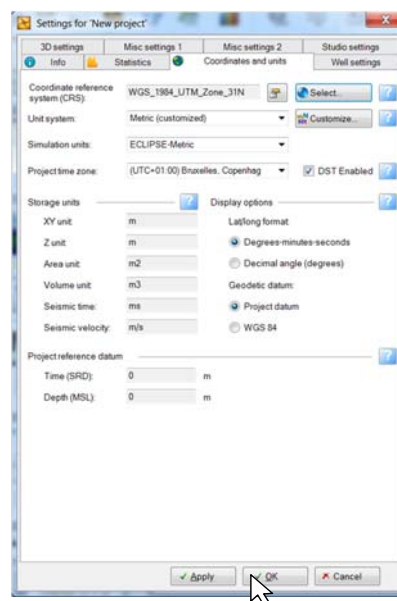 Settings for 'New project'
3D settings Misc settings 1 Misc settings 2 Studio settings
Info Statistics Coordinates and units Well settings
Coordinate reference system (CRS): WGS_1984_UTM_Zone_31N Select...
Unit system: Metric (customized) Customize...
Simulation units: ECLIPSE-Metric
Project time zone: (UTC+01:00) Bruxelles, Copenhag DST Enabled
Storage units Display options
XY unit: m Lat/long format:
Z unit: m Degrees-minutes-seconds
Area unit: m2 Decimal angle (degrees)
Volume unit: m3 Geodetic datum:
Seismic time: ms Project datum
Seismic velocity: m/s WGS 84
Project reference datum
Time (SRD): 0 m
Depth (MSL): 0 m
Apply OK Cancel